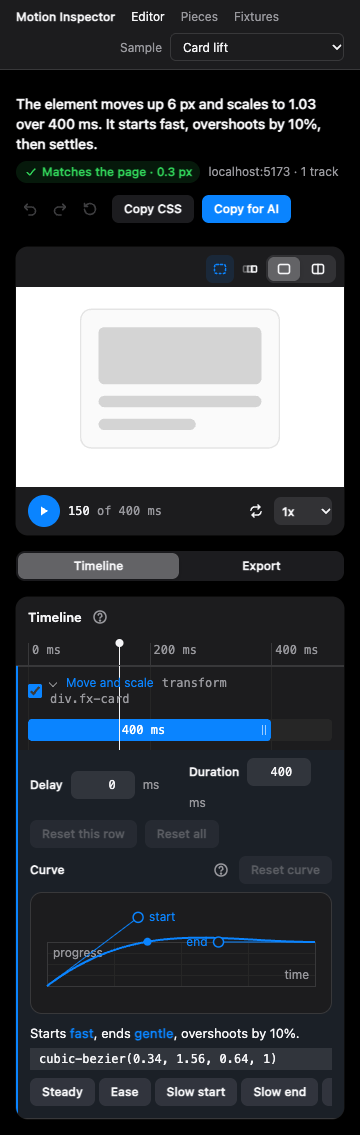 Motion Inspector Editor Pieces Fixtures
Sample Card lift
The element moves up 6 px and scales to 1.03
over 400 ms. It starts fast, overshoots by 10%,
then settles.
Matches the page · 0.3 px localhost:5173 · 1 track
Copy CSS Copy for AI
150 of 400 ms 1x
Timeline Export
Timeline
0 ms 200 ms 400 ms
Move and scale transform
div.fx-card
400 ms
Delay 0 ms Duration 400
ms
Reset this row Reset all
Curve Reset curve
start
end
progress
time
Starts fast, ends gentle, overshoots by 10%.
cubic-bezier(0.34, 1.56, 0.64, 1)
Steady Ease Slow start Slow end